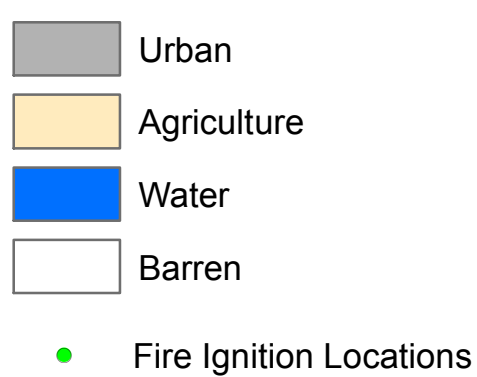 Urban
Agriculture
Water
Barren
Fire Ignition Locations